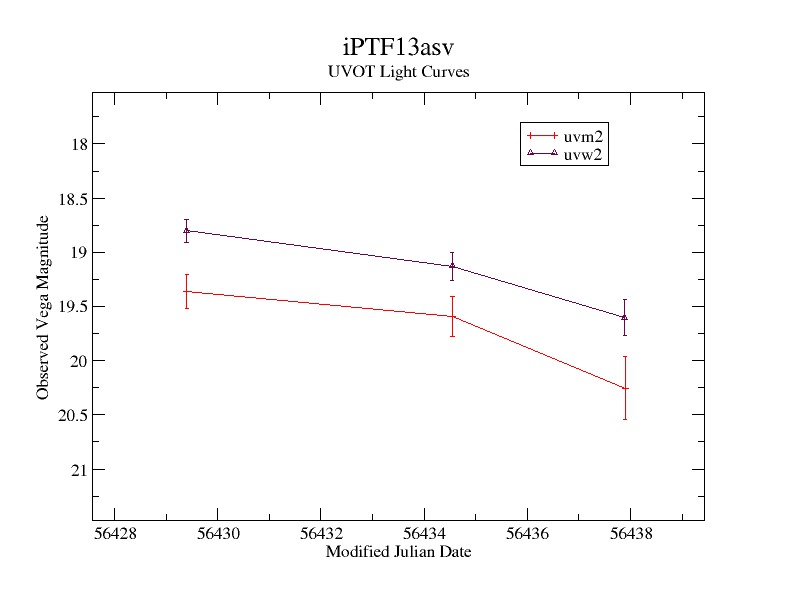 iPTF13asv
UVOT Light Curves
uvm2
uvw2
18
18.5
19
19.5
20
20.5
21
Observed Vega Magnitude
56428 56430 56432 56434 56436 56438
Modified Julian Date